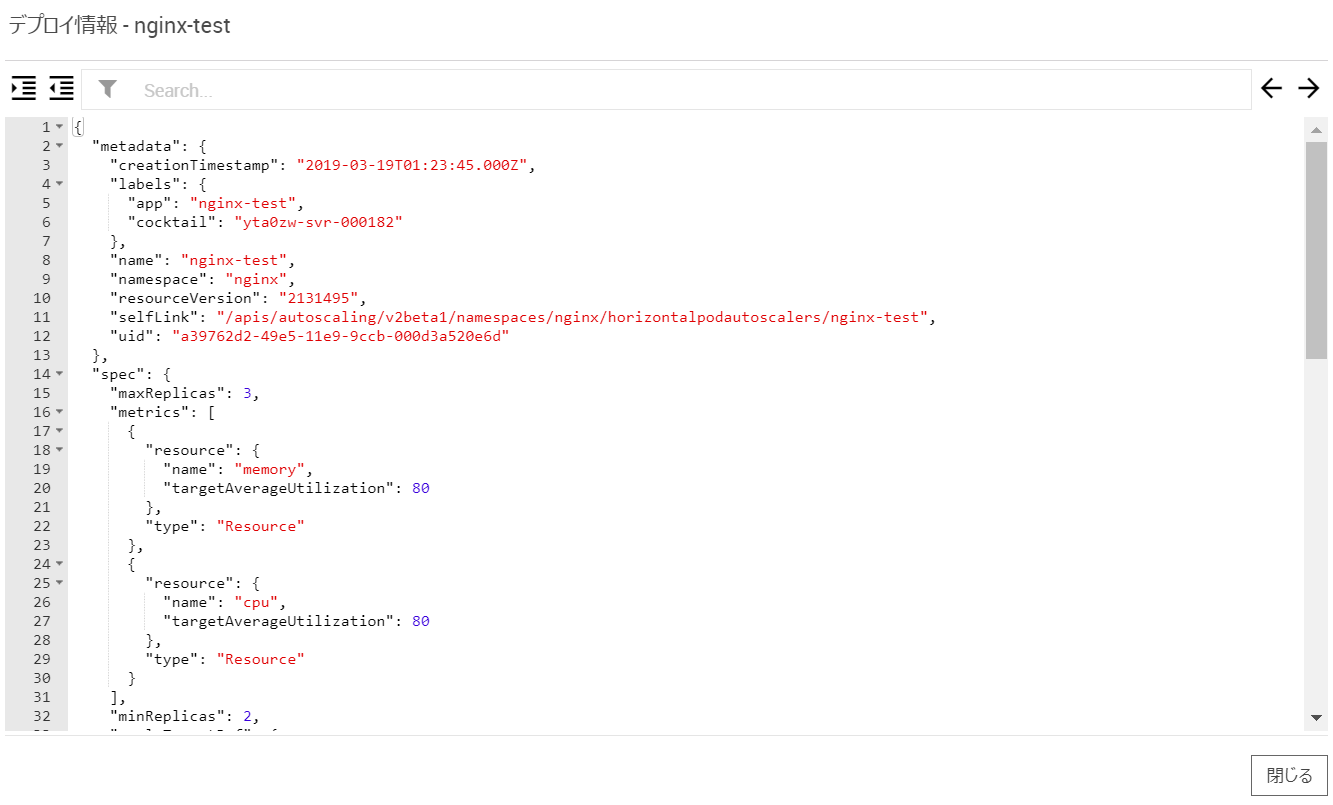 デプロイ情報 - nginx-test
Search...
1 {
2 "metadata": {
3 "creationTimestamp": "2019-03-19T01:23:45.000Z",
4 "labels": {
5 "app": "nginx-test",
6 "cocktail": "yta0zw-svr-000182"
7 },
8 "name": "nginx-test",
9 "namespace": "nginx",
10 "resourceVersion": "2131495",
11 "selfLink": "/apis/autoscaling/v2beta1/namespaces/nginx/horizontalpodautoscalers/nginx-test",
12 "uid": "a39762d2-49e5-11e9-9ccb-000d3a520e6d"
13 },
14 "spec": {
15 "maxReplicas": 3,
16 "metrics": [
17 {
18 "resource": {
19 "name": "memory",
20 "targetAverageUtilization": 80
21 },
22 "type": "Resource"
23 },
24 {
25 "resource": {
26 "name": "cpu",
27 "targetAverageUtilization": 80
28 },
29 "type": "Resource"
30 }
31 ],
32 "minReplicas": 2,
閉じる